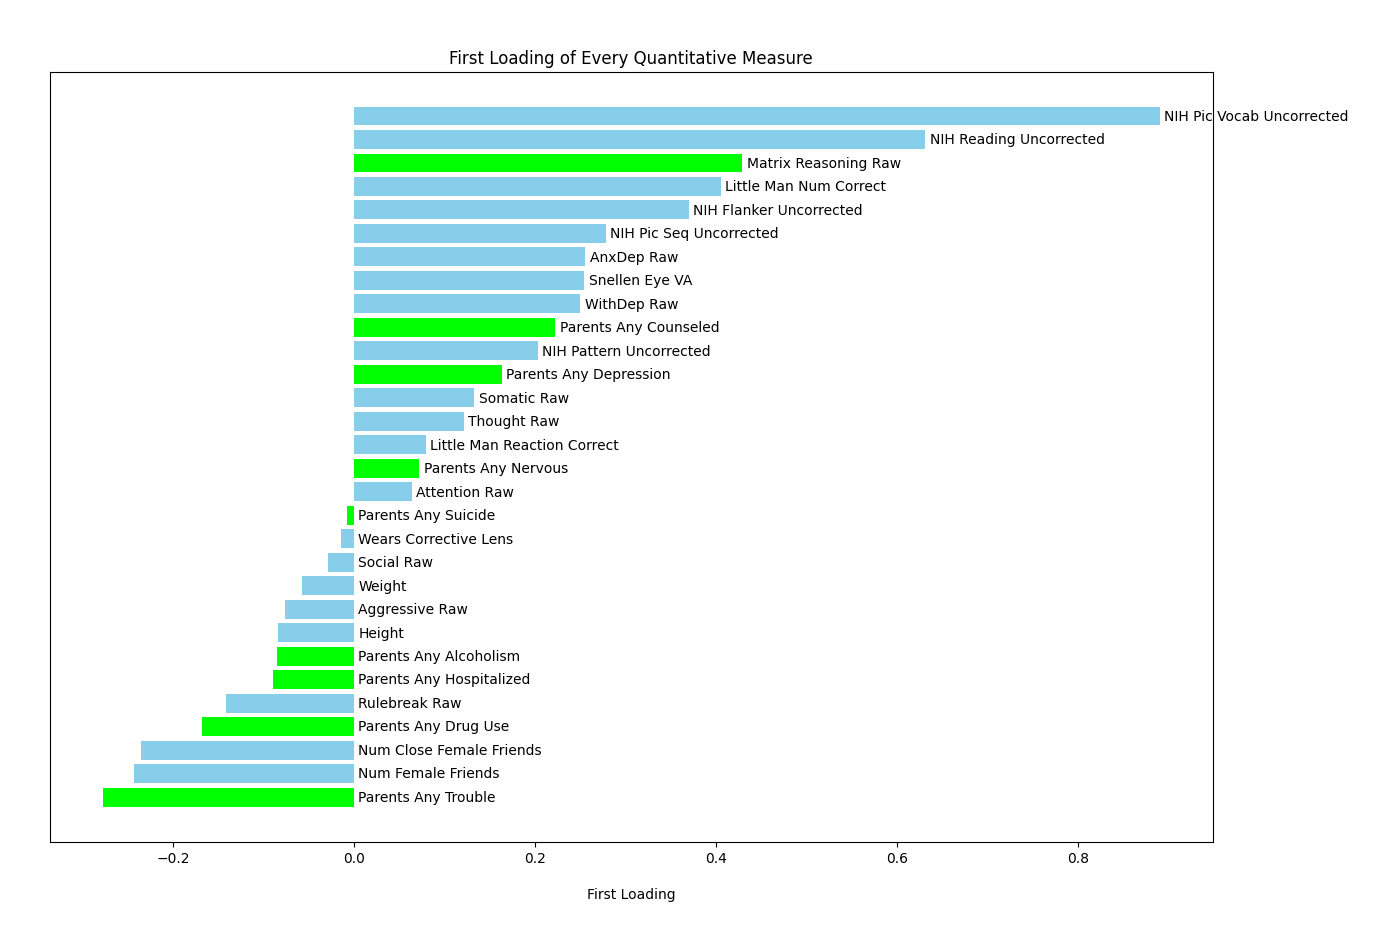 First Loading of Every Quantitative Measure
NIH Pic Vocab Uncorrected
NIH Reading Uncorrected
Matrix Reasoning Raw
Little Man Num Correct
NIH Flanker Uncorrected
NIH Pic Seq Uncorrected
AnxDep Raw
Snellen Eye VA
WithDep Raw
Parents Any Counseled
NIH Pattern Uncorrected
Parents Any Depression
Somatic Raw
Thought Raw
Little Man Reaction Correct
Parents Any Nervous
Attention Raw
Parents Any Suicide
Wears Corrective Lens
Social Raw
Weight
Aggressive Raw
Height
Parents Any Alcoholism
Parents Any Hospitalized
Rulebreak Raw
Parents Any Drug Use
Num Close Female Friends
Num Female Friends
Parents Any Trouble
−0.2 0.0 0.2 0.4 0.6 0.8
First Loading